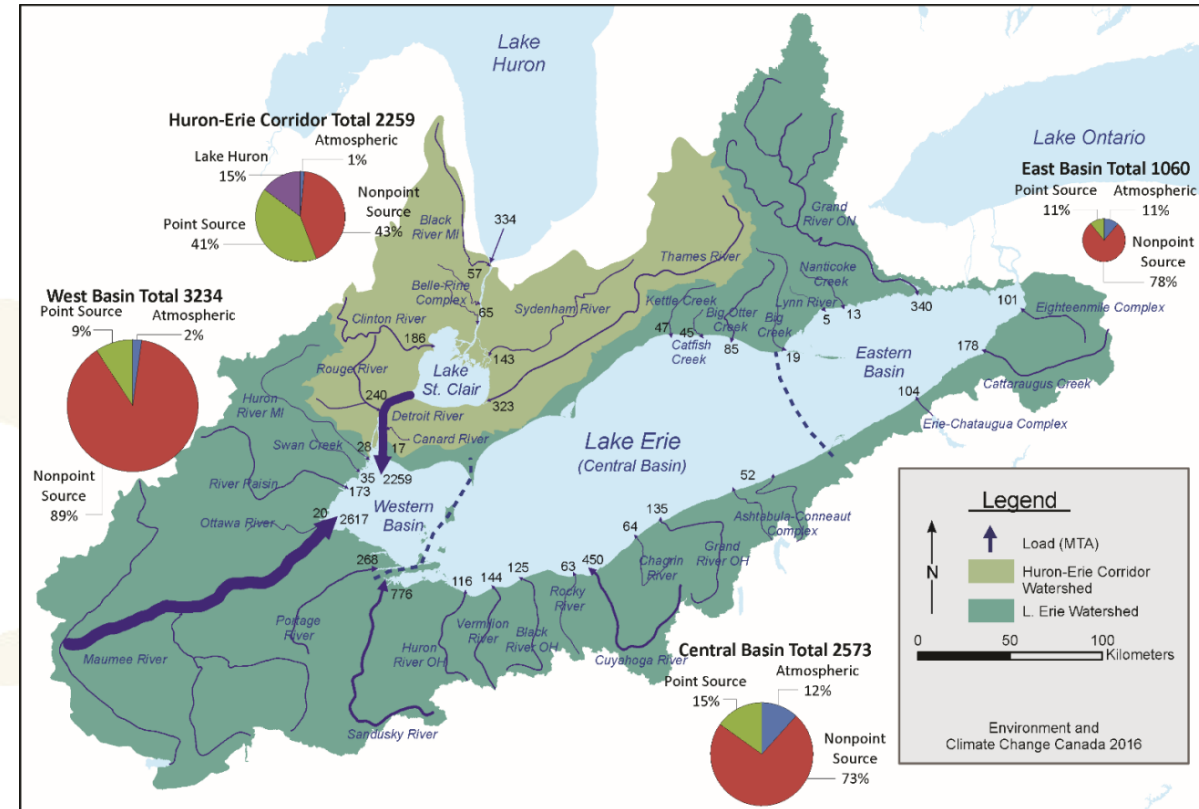 Lake
Huron
Huron-Erie Corridor Total 2259
Atmospheric
1%
Lake Huron
15%
Nonpoint
Source
43%
Point Source
41%
Lake Ontario
East Basin Total 1060
Point Source
11%
Atmospheric
11%
Nonpoint
Source
78%
West Basin Total 3234
Point Source
9%
Atmospheric
2%
Nonpoint
Source
89%
Black
River MI
334
57
Belle-Pine
Complex
65
Clinton River
186
Sydenham River
143
Thames River
323
Lake
St. Clair
Rouge River
240
Detroit River
Canard River
17
Huron
River MI
28
Swan Creek
35
2259
River Raisin
173
Ottawa River
20
2617
Western
Basin
Maumee River
Portage
River
268
776
Sandusky River
Grand
River ON
Nanticoke
Creek
340
Lynn River
13
5
Kettle Creek
47
Catfish
Creek
45
Big Otter
Creek
85
Big
Creek
19
Eastern
Basin
101
Eighteenmile Complex
178
Cattaraugus Creek
104
Erie-Chataugua Complex
Lake Erie
(Central Basin)
52
Ashtabula-Conneaut
Complex
135
Grand
River OH
64
Chagrin
River
450
Cuyahoga River
63
Rocky
River
125
Black
River OH
144
Vermilion
River
116
Huron
River OH
Central Basin Total 2573
Point Source
15%
Atmospheric
12%
Nonpoint
Source
73%
Legend
N
Load (MTA)
Huron-Erie Corridor
Watershed
L. Erie Watershed
0 50 100
Kilometers
Environment and
Climate Change Canada 2016